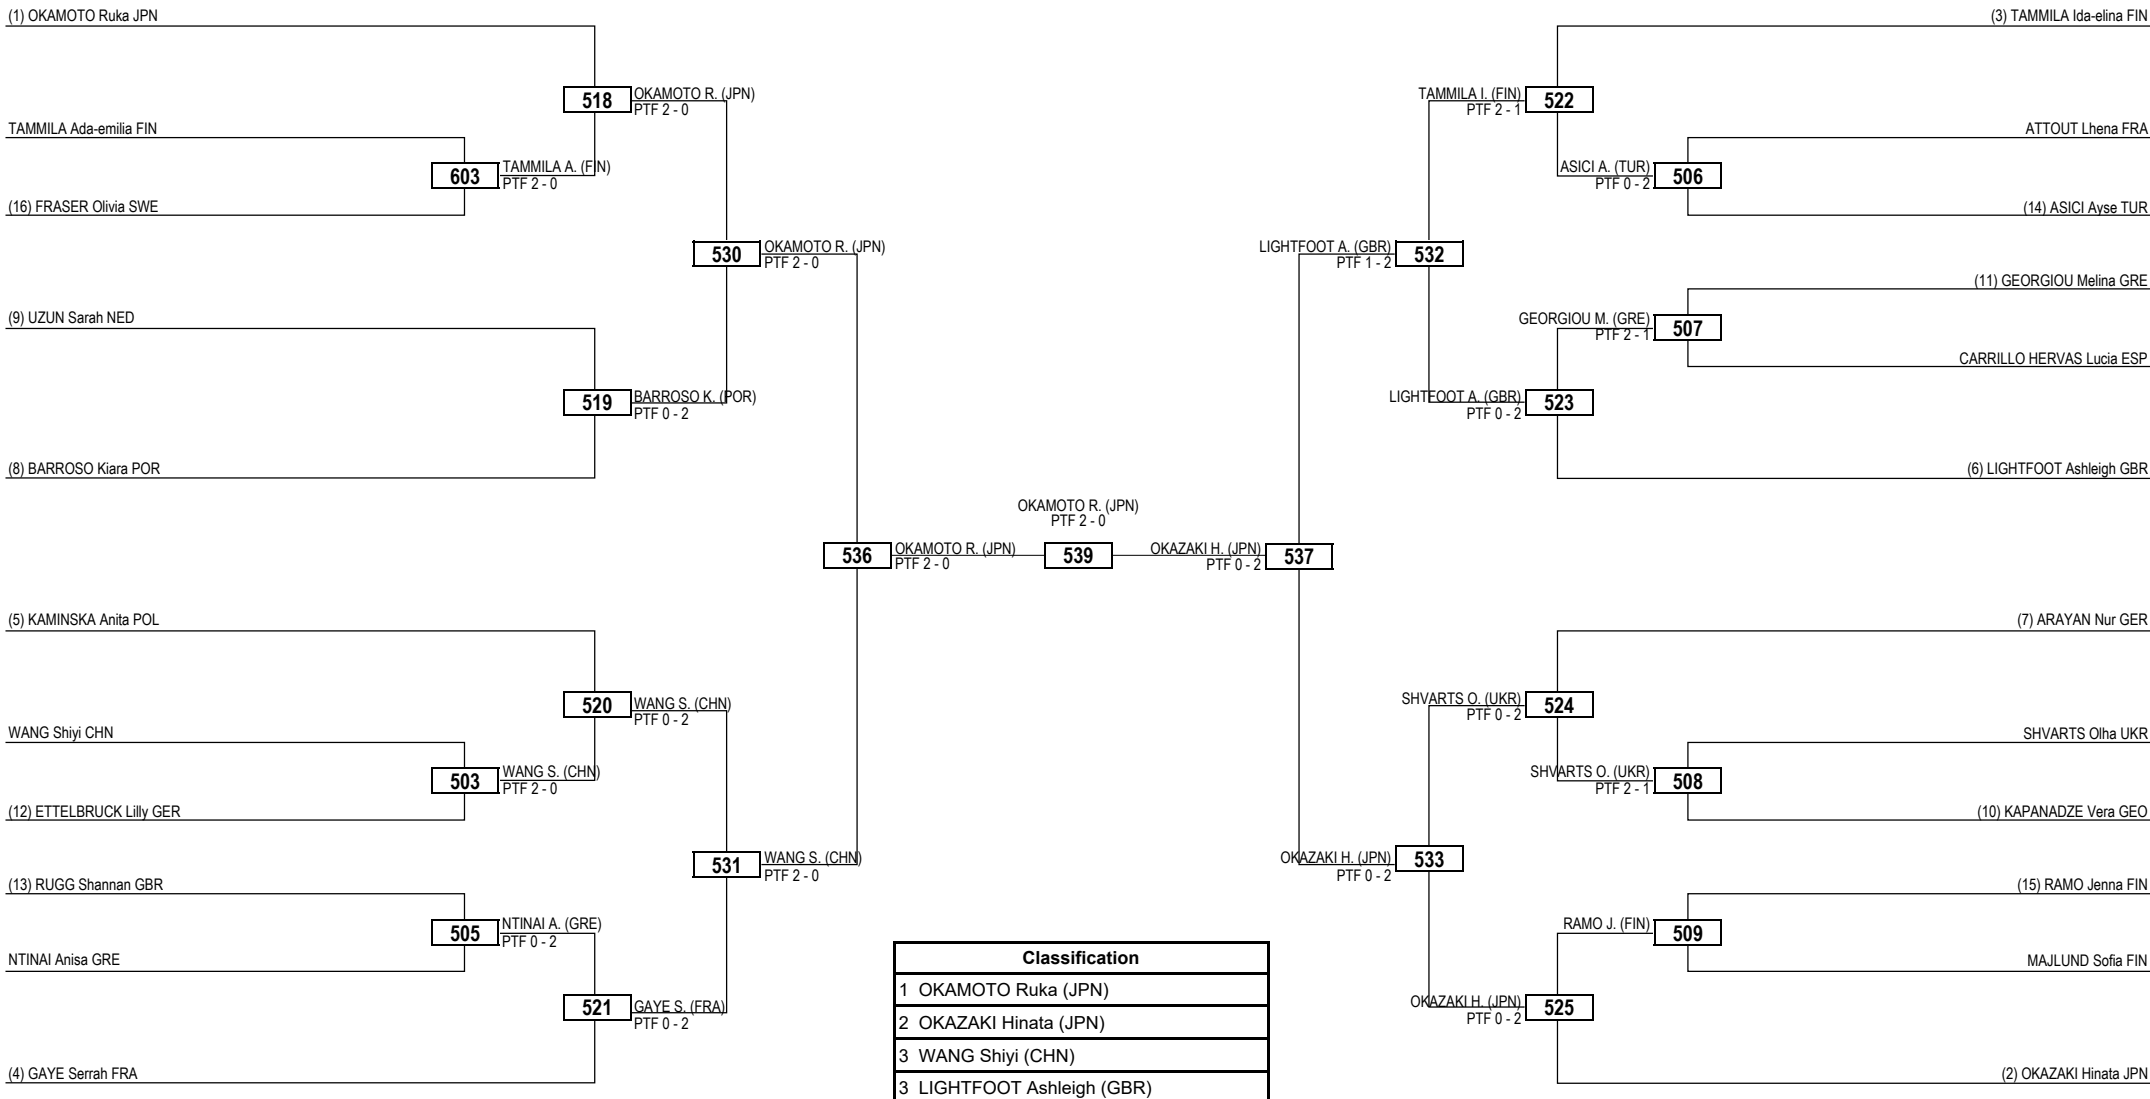 (1) OKAMOTO Ruka JPN
(3) TAMMILA Ida-elina FIN
518
OKAMOTO R. (JPN)
PTF 2 - 0
TAMMILA I. (FIN)
PTF 2 - 1
522
TAMMILA Ada-emilia FIN
ATTOUT Lhena FRA
603
TAMMILA A. (FIN)
PTF 2 - 0
ASICI A. (TUR)
PTF 0 - 2
506
(16) FRASER Olivia SWE
(14) ASICI Ayse TUR
530
OKAMOTO R. (JPN)
PTF 2 - 0
LIGHTFOOT A. (GBR)
PTF 1 - 2
532
(11) GEORGIOU Melina GRE
(9) UZUN Sarah NED
GEORGIOU M. (GRE)
PTF 2 - 1
507
CARRILLO HERVAS Lucia ESP
519
BARROSO K. (POR)
PTF 0 - 2
LIGHTFOOT A. (GBR)
PTF 0 - 2
523
(8) BARROSO Kiara POR
(6) LIGHTFOOT Ashleigh GBR
OKAMOTO R. (JPN)
PTF 2 - 0
536
OKAMOTO R. (JPN)
PTF 2 - 0
539
OKAZAKI H. (JPN)
PTF 0 - 2
537
(5) KAMINSKA Anita POL
(7) ARAYAN Nur GER
520
WANG S. (CHN)
PTF 0 - 2
SHVARTS O. (UKR)
PTF 0 - 2
524
WANG Shiyi CHN
SHVARTS Olha UKR
503
WANG S. (CHN)
PTF 2 - 0
SHVARTS O. (UKR)
PTF 2 - 1
508
(12) ETTELBRUCK Lilly GER
(10) KAPANADZE Vera GEO
531
WANG S. (CHN)
PTF 2 - 0
OKAZAKI H. (JPN)
PTF 0 - 2
533
(13) RUGG Shannan GBR
(15) RAMO Jenna FIN
505
NTINAI A. (GRE)
PTF 0 - 2
RAMO J. (FIN)
509
NTINAI Anisa GRE
MAJLUND Sofia FIN
521
GAYE S. (FRA)
PTF 0 - 2
OKAZAKI H. (JPN)
PTF 0 - 2
525
(4) GAYE Serrah FRA
(2) OKAZAKI Hinata JPN
Classification
1 OKAMOTO Ruka (JPN)
2 OKAZAKI Hinata (JPN)
3 WANG Shiyi (CHN)
3 LIGHTFOOT Ashleigh (GBR)